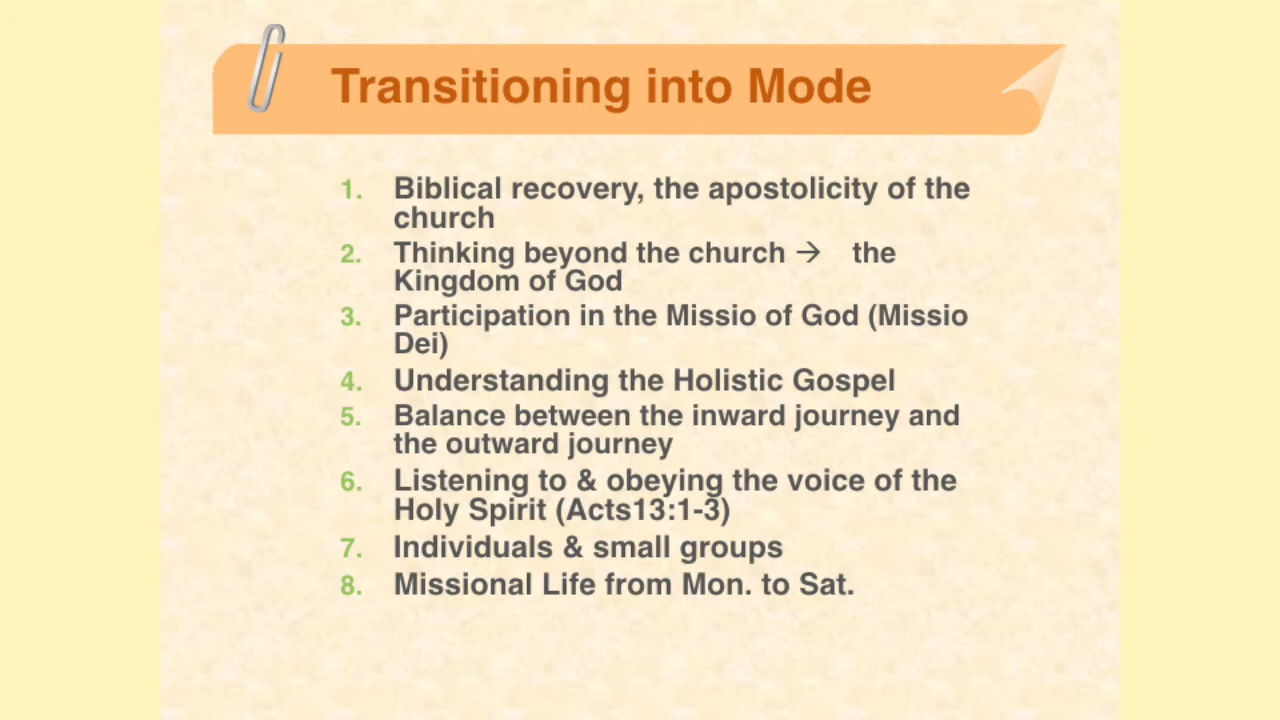 Transitioning into Mode
1. Biblical recovery, the apostolicity of the
church
2. Thinking beyond the church → the
Kingdom of God
3. Participation in the Missio of God (Missio
Dei)
4. Understanding the Holistic Gospel
5. Balance between the inward journey and
the outward journey
6. Listening to & obeying the voice of the
Holy Spirit (Acts13:1-3)
7. Individuals & small groups
8. Missional Life from Mon. to Sat.